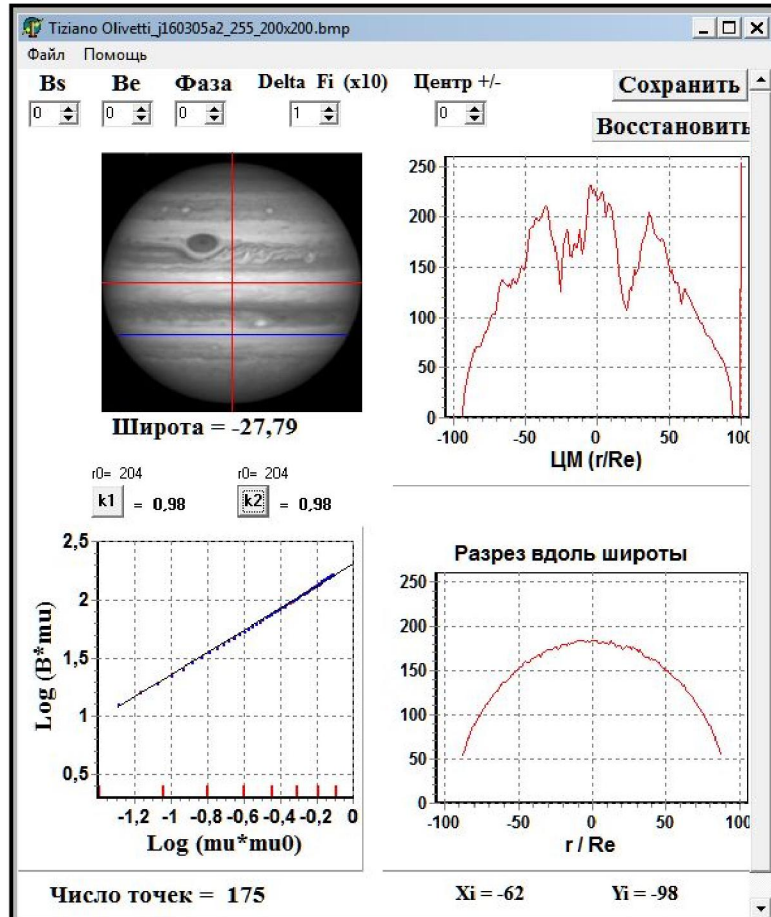 Tiziano Olivetti_j160305a2_255_200x200.bmp
Файл Помощь
Bs Be Фаза Delta Fi (x10) Центр +/- Сохранить
0 0 0 1 0
Восстановить
Широта = -27,79
250
200
150
100
50
0
-100 -50 0 50 100
ЦМ (r/Re)
r0= 204 r0= 204
k1 = 0,98 k2 = 0,98
2,5
2
1,5
1
0,5
Log (B*mu)
-1,2 -1 -0,8 -0,6 -0,4 -0,2 0
Log (mu*mu0)
Разрез вдоль широты
250
200
150
100
50
0
-100 -50 0 50 100
r / Re
Число точек = 175
Xi = -62 Yi = -98